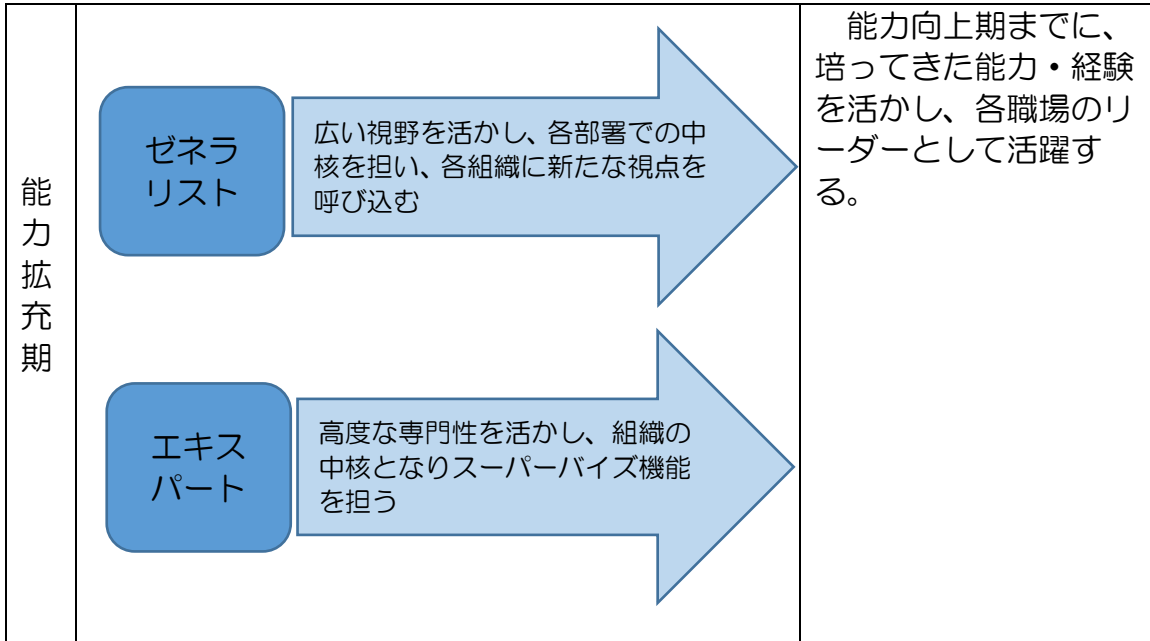 能力拡充期
ゼネラ
リスト
広い視野を活かし、各部署での中
核を担い、各組織に新たな視点を
呼び込む
エキス
パート
高度な専門性を活かし、組織の
中核となりスーパーバイズ機能
を担う
能力向上期までに、
培ってきた能力・経験
を活かし、各職場のリ
ーダーとして活躍す
る。